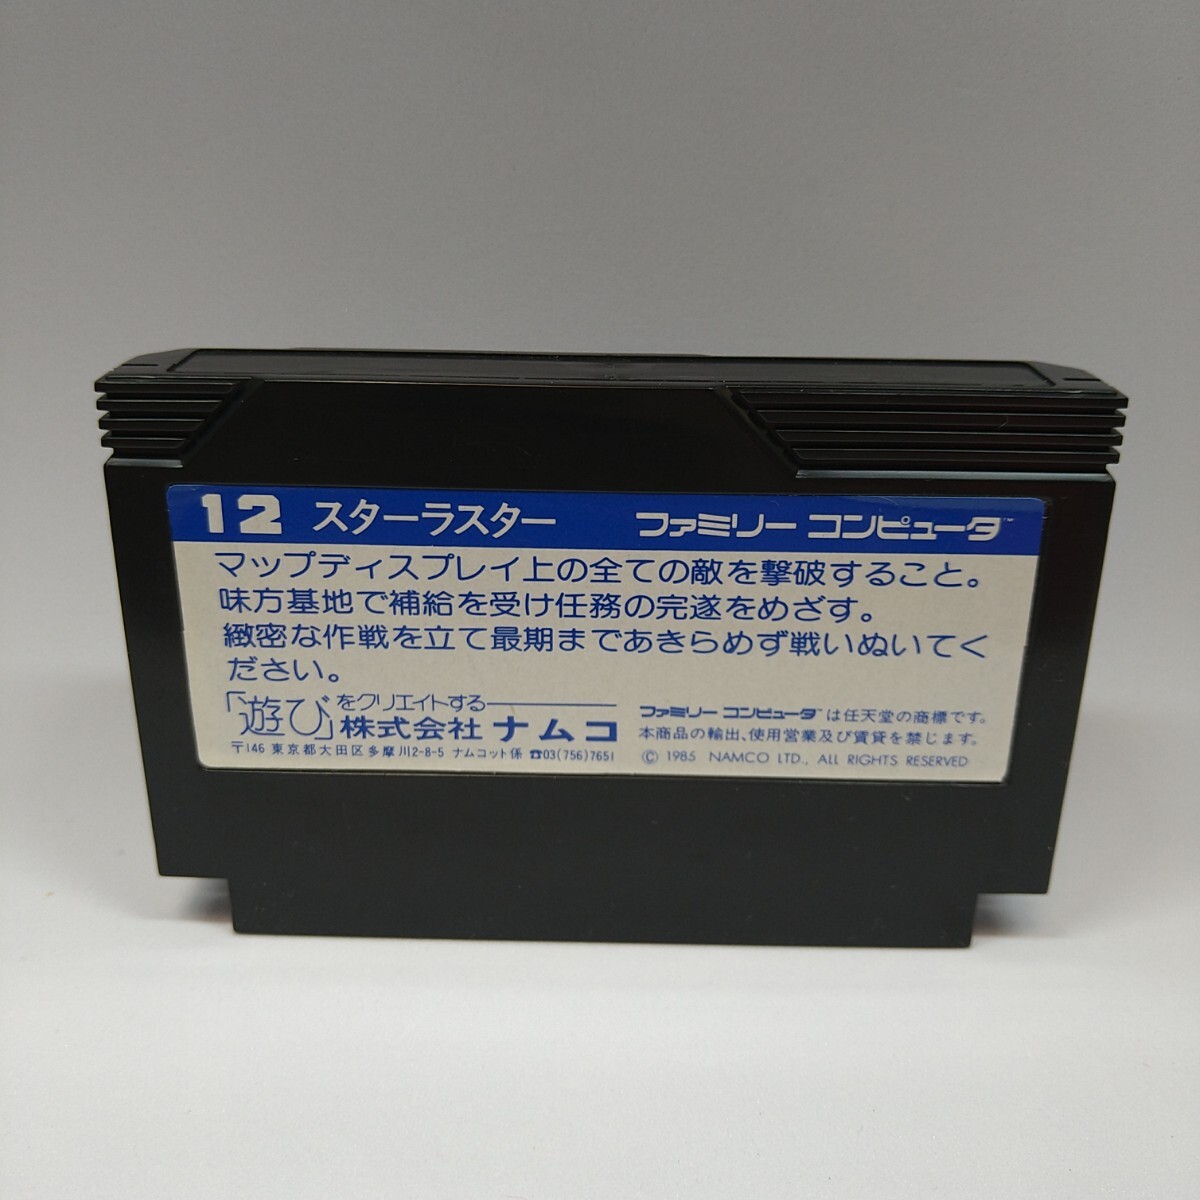 12 スターラスター ファミリー コンピュータ™
マップディスプレイ上の全ての敵を撃破すること。
味方基地で補給を受け任務の完遂をめざす。
緻密な作戦を立て最期まであきらめず戦いぬいてく
ださい。
「遊び」をクリエイトする
株式会社 ナムコ
〒146 東京都大田区多摩川2-8-5 ナムコット係 ☎03(756)7651
ファミリー コンピュータ™は任天堂の商標です。
本商品の輸出、使用営業及び賃貸を禁じます。
© 1985 NAMCO LTD., ALL RIGHTS RESERVED